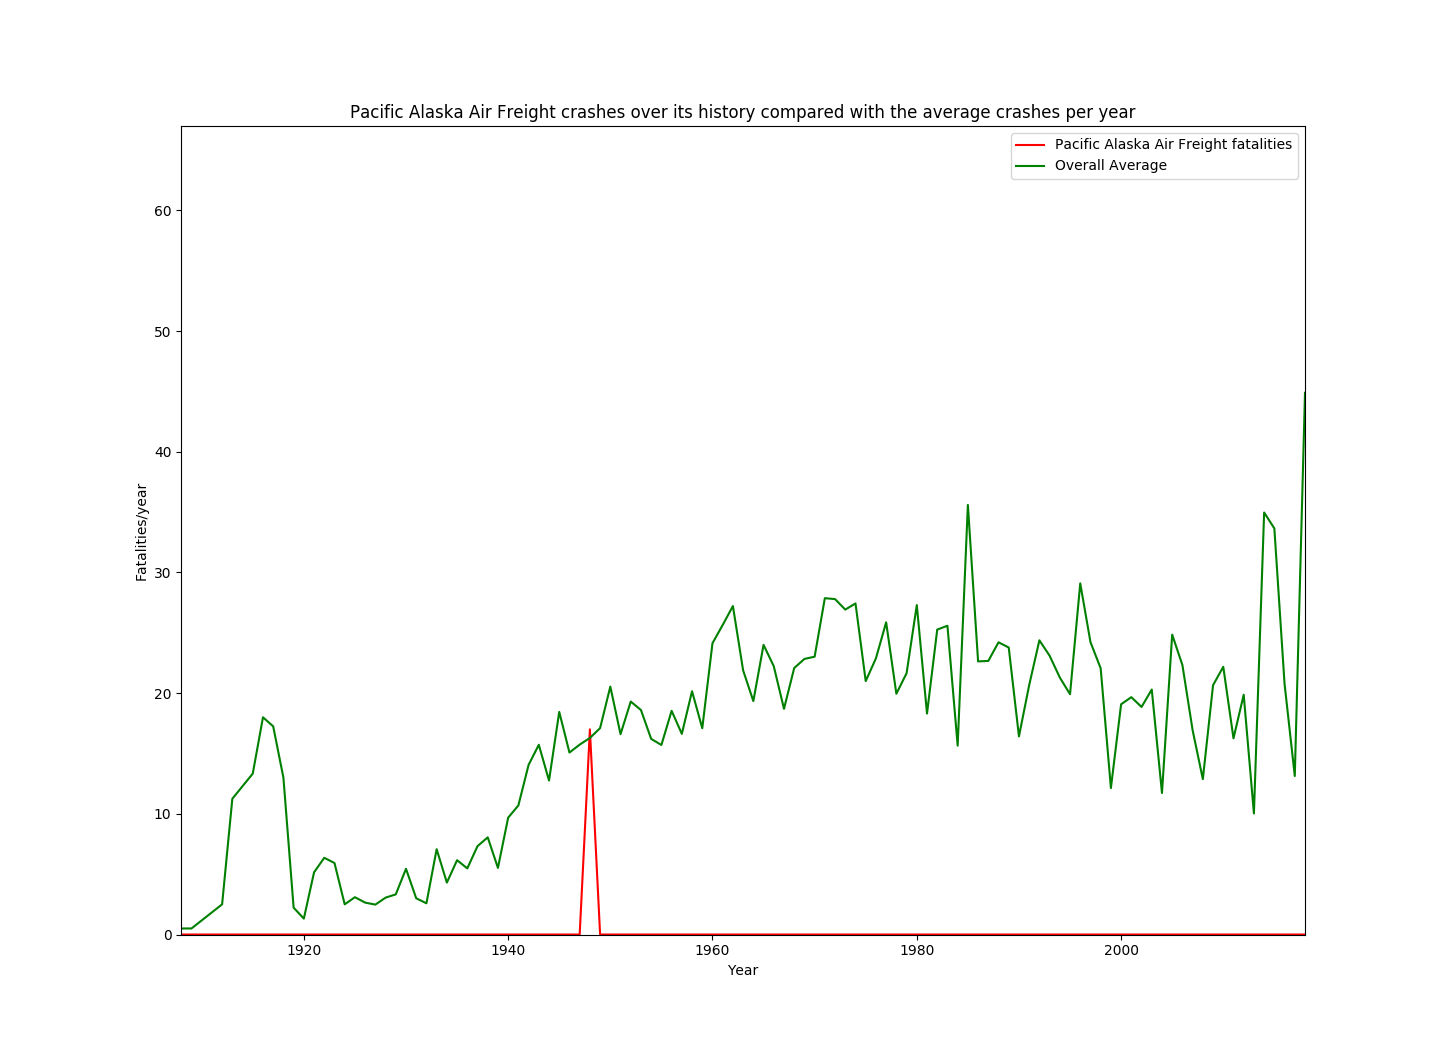 Pacific Alaska Air Freight crashes over its history compared with the average crashes per year
Pacific Alaska Air Freight fatalities
Overall Average
60
50
40
30
20
10
0
Fatalities/year
1920
1940
1960
1980
2000
Year